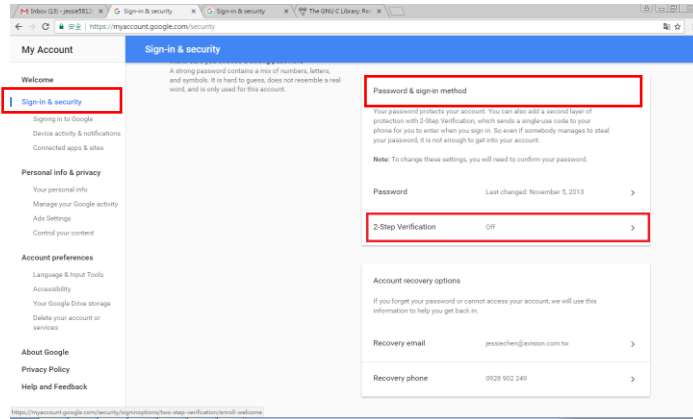 Inbox (13) - jessie5812
Sign-in & security
Sign-in & security
The GNU C Library: Re
https://myaccount.google.com/security
My Account
Sign-in & security
A strong password contains a mix of numbers, letters,
and symbols. It is hard to guess, does not resemble a real
word, and is only used for this account.
Welcome
Sign-in & security
Signing in to Google
Device activity & notifications
Connected apps & sites
Personal info & privacy
Your personal info
Manage your Google activity
Ads Settings
Control your content
Account preferences
Language & Input Tools
Accessibility
Your Google Drive storage
Delete your account or
services
About Google
Privacy Policy
Help and Feedback
Password & sign-in method
Your password protects your account. You can also add a second layer of
protection with 2-Step Verification, which sends a single-use code to your
phone for you to enter when you sign in. So even if somebody manages to steal
your password, it is not enough to get into your account.
Note: To change these settings, you will need to confirm your password.
Password
Last changed: November 5, 2013
2-Step Verification
Off
Account recovery options
If you forget your password or cannot access your account, we will use this
information to help you get back in.
Recovery email
jessiechen@avision.com.tw
Recovery phone
0928 902 249
https://myaccount.google.com/security/signinoptions/two-step-verification/enroll-welcome